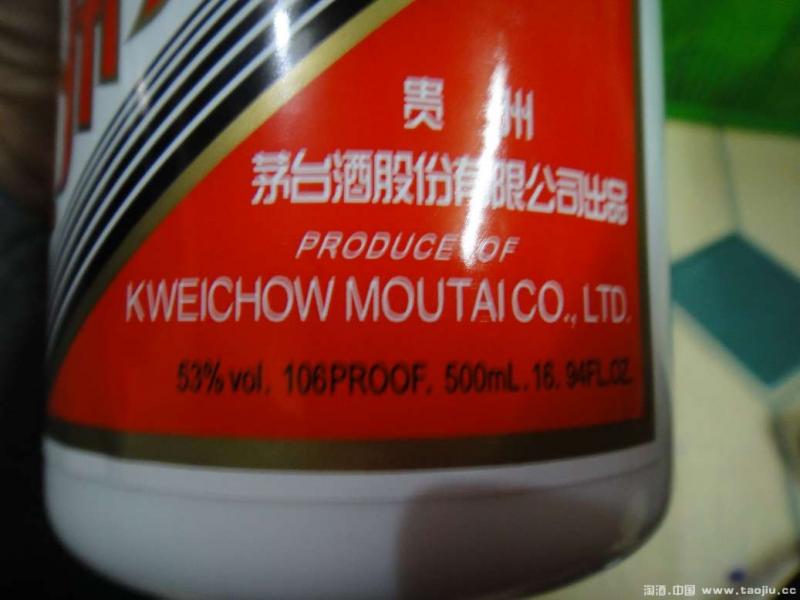 贵州
茅台酒股份有限公司出品
PRODUCE OF
KWEICHOW MOUTAI CO., LTD.
53% vol. 106PROOF. 500mL. 16.94FL.OZ.
淘酒.中国 www.taojiu.cc